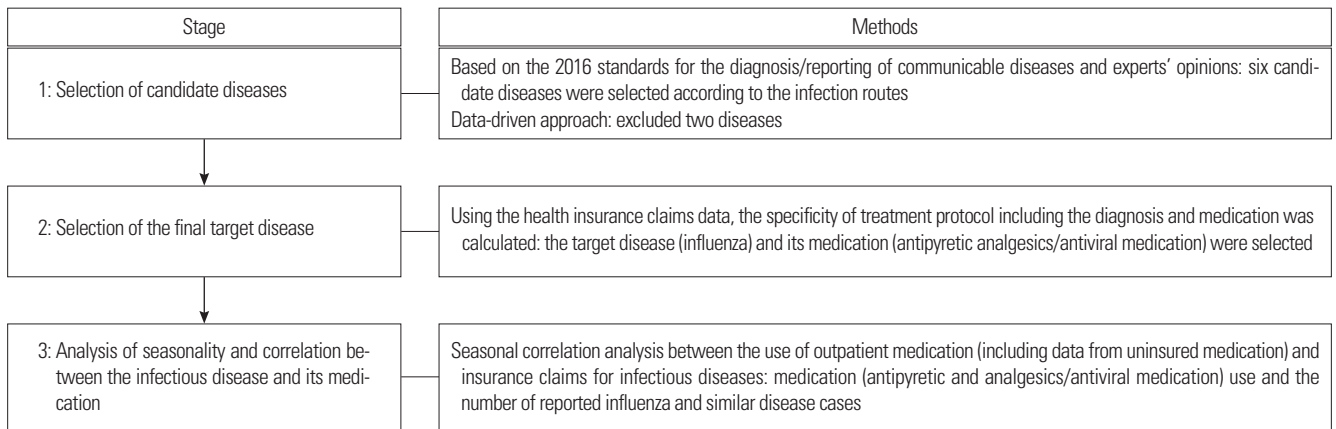 Stage
Methods
1: Selection of candidate diseases
Based on the 2016 standards for the diagnosis/reporting of communicable diseases and experts' opinions: six candi-
date diseases were selected according to the infection routes
Data-driven approach: excluded two diseases
2: Selection of the final target disease
Using the health insurance claims data, the specificity of treatment protocol including the diagnosis and medication was
calculated: the target disease (influenza) and its medication (antipyretic analgesics/antiviral medication) were selected
3: Analysis of seasonality and correlation be-
tween the infectious disease and its medi-
cation
Seasonal correlation analysis between the use of outpatient medication (including data from uninsured medication) and
insurance claims for infectious diseases: medication (antipyretic and analgesics/antiviral medication) use and the
number of reported influenza and similar disease cases